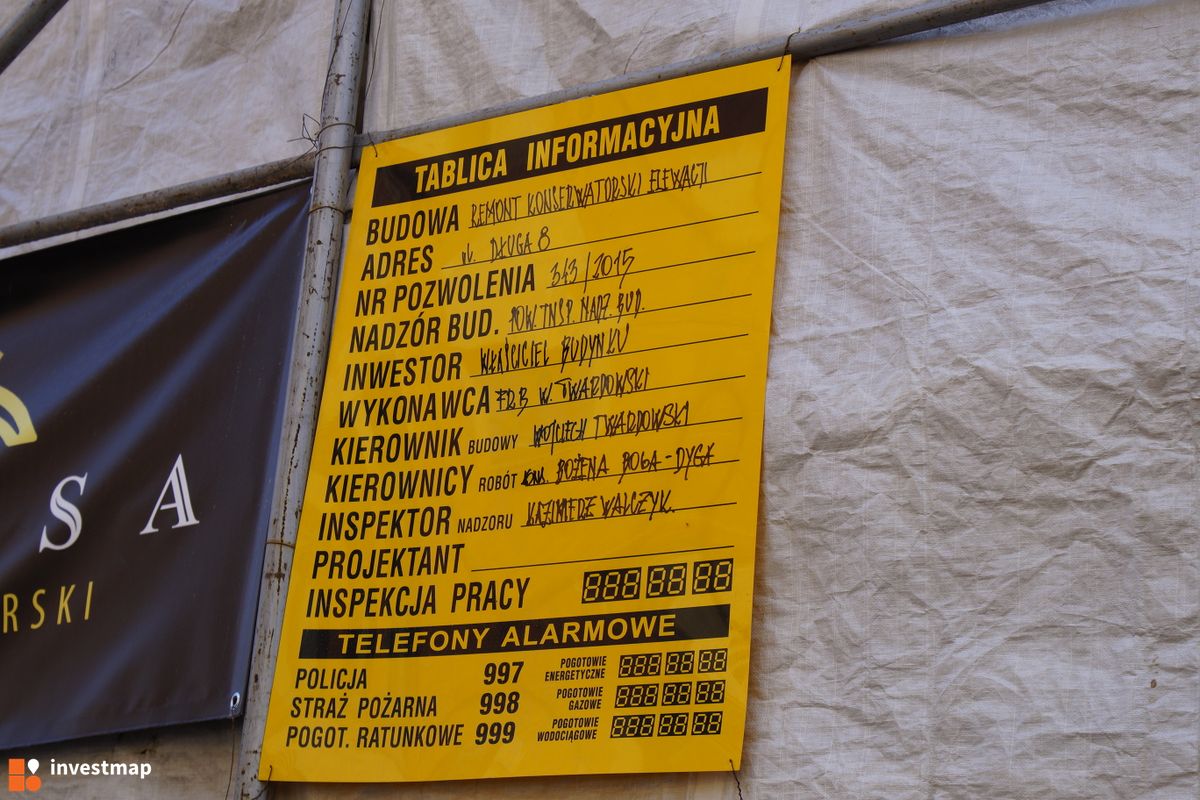 TABLICA INFORMACYJNA
BUDOWA REMONT KONSERWATORSKI ELEWACJI
ADRES ul. DŁUGA 8
NR POZWOLENIA 343/2015
NADZÓR BUD. POW. INSP. NADZ. BUD.
INWESTOR WŁAŚCICIEL BUDYNKU
WYKONAWCA FRB W. TWARDOWSKI
KIEROWNIK BUDOWY WOJCIECH TWARDOWSKI
KIEROWNICY ROBÓT BOŻENA BOBA-DYGA
INSPEKTOR NADZORU KAZIMIERZ WALCZYK.
PROJEKTANT
INSPEKCJA PRACY 888 88 88
TELEFONY ALARMOWE
POLICJA 997 POGOTOWIE ENERGETYCZNE 888 88 88
STRAŻ POŻARNA 998 POGOTOWIE GAZOWE 888 88 88
POGOT. RATUNKOWE 999 POGOTOWIE WODOCIĄGOWE 888 88 88
S A
RSKI
investmap